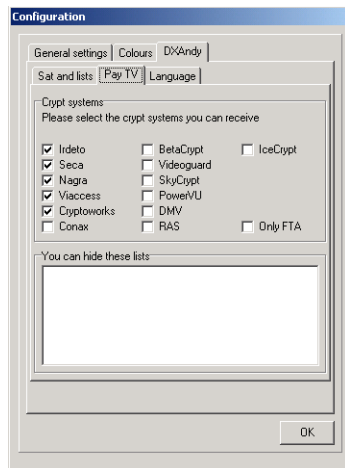 Configuration
General settings Colours DXAndy
Sat and lists Pay TV Language
Crypt systems
Please select the crypt systems you can receive
Irdeto BetaCrypt IceCrypt
Seca Videoguard
Nagra SkyCrypt
Viaccess PowerVU
Cryptoworks DMV
Conax RAS Only FTA
You can hide these lists
OK